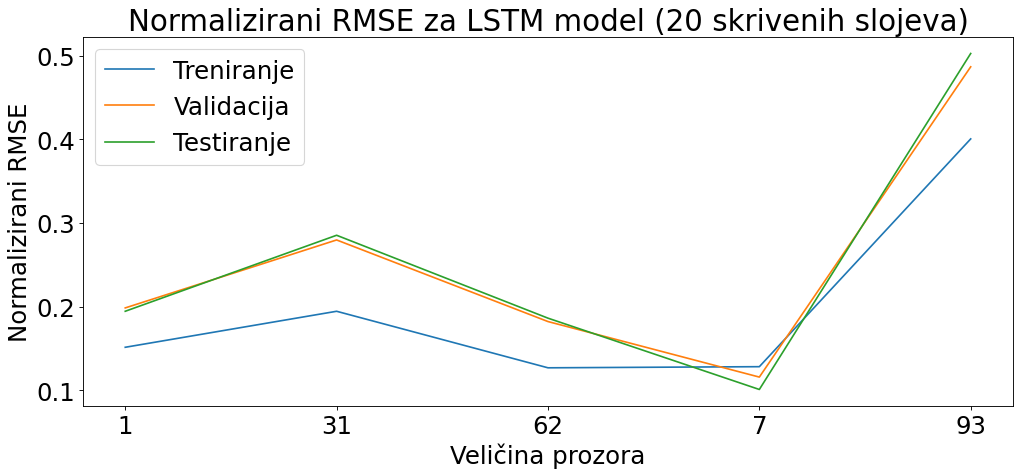 Normalizirani RMSE za LSTM model (20 skrivenih slojeva)
Treniranje
Validacija
Testiranje
Normalizirani RMSE
0.5
0.4
0.3
0.2
0.1
1 31 62 7 93
Veličina prozora